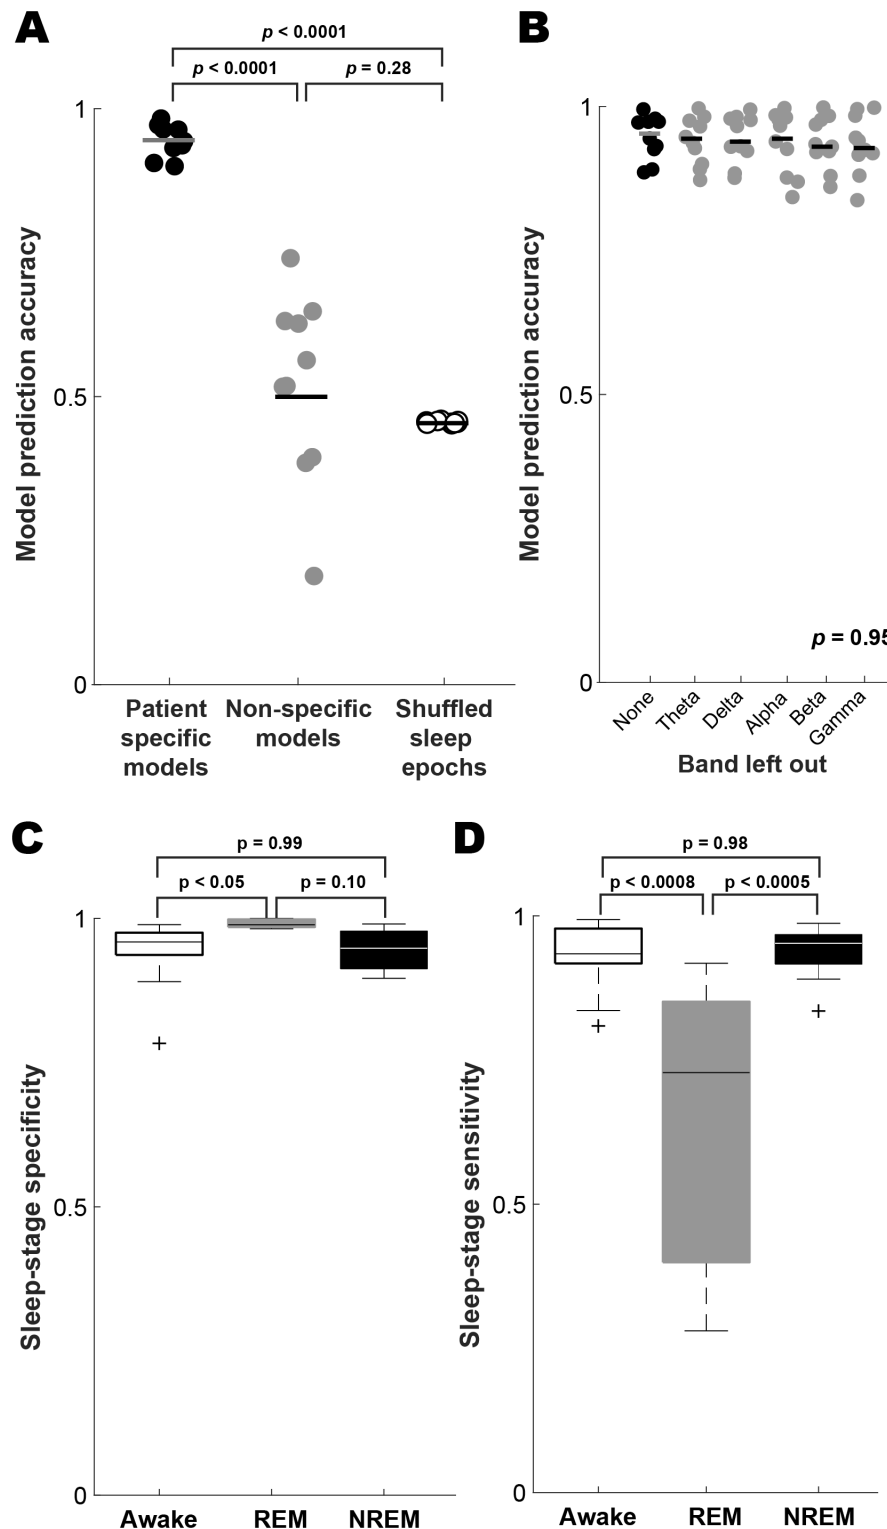 A
p < 0.0001
p < 0.0001
p = 0.28
1
0.5
0
Model prediction accuracy
Patient
specific
models
Non-specific
models
Shuffled
sleep
epochs
B
1
0.5
0
Model prediction accuracy
p = 0.95
None
Theta
Delta
Alpha
Beta
Gamma
Band left out
C
p = 0.99
p < 0.05
p = 0.10
1
0.5
0
Sleep-stage specificity
Awake
REM
NREM
D
p = 0.98
p < 0.0008
p < 0.0005
1
0.5
0
Sleep-stage sensitivity
Awake
REM
NREM